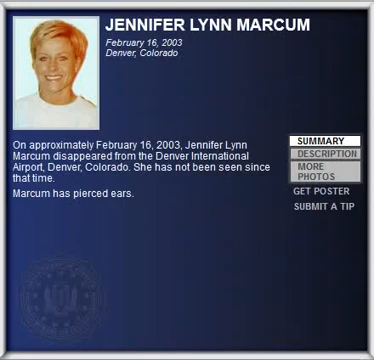 JENNIFER LYNN MARCUM
February 16, 2003
Denver, Colorado
On approximately February 16, 2003, Jennifer Lynn
Marcum disappeared from the Denver International
Airport, Denver, Colorado. She has not been seen since
that time.
Marcum has pierced ears.
SUMMARY
DESCRIPTION
MORE
PHOTOS
GET POSTER
SUBMIT A TIP